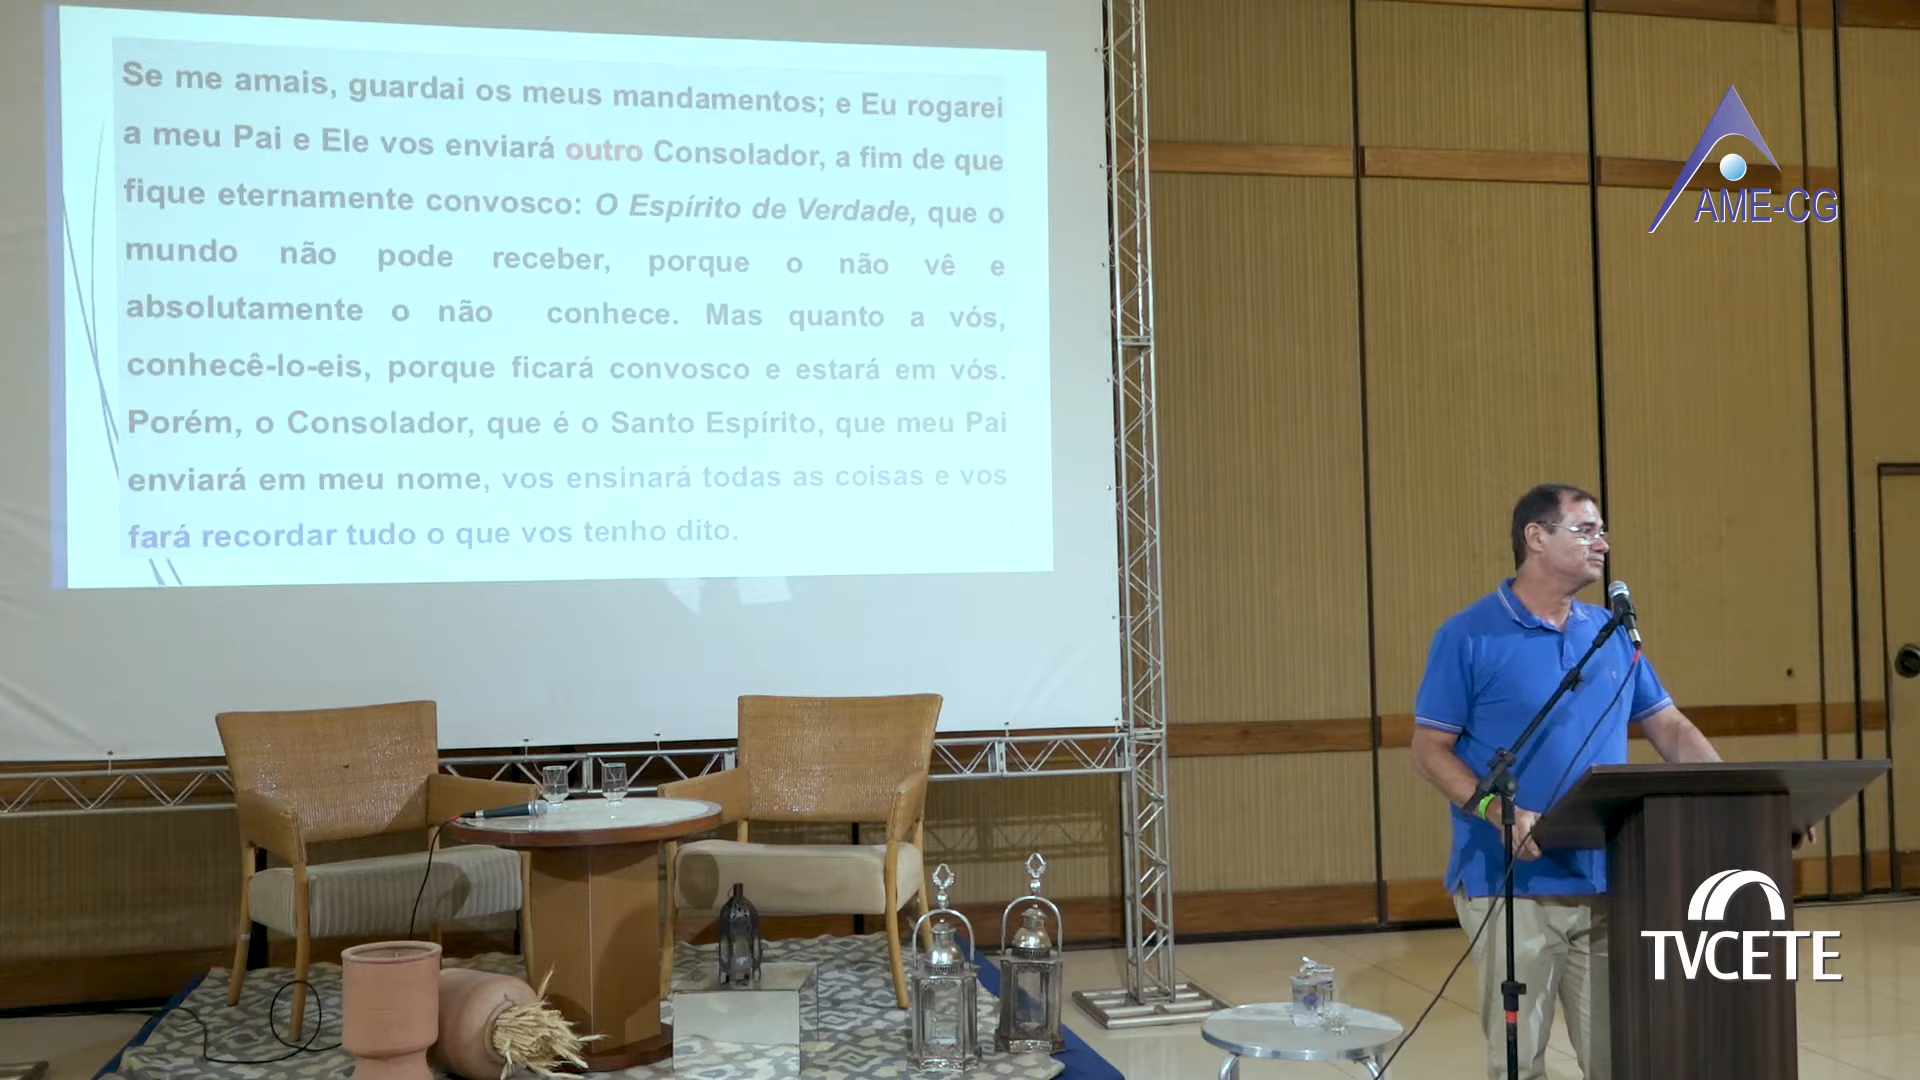 Se me amais, guardai os meus mandamentos; e Eu rogarei
a meu Pai e Ele vos enviará outro Consolador, a fim de que
fique eternamente convosco: O Espírito de Verdade, que o
mundo não pode receber, porque o não vê e
absolutamente o não conhece. Mas quanto a vós,
conhecê-lo-eis, porque ficará convosco e estará em vós.
Porém, o Consolador, que é o Santo Espírito, que meu Pai
enviará em meu nome, vos ensinará todas as coisas e vos
fará recordar tudo o que vos tenho dito.
AME-CG
TVCETE